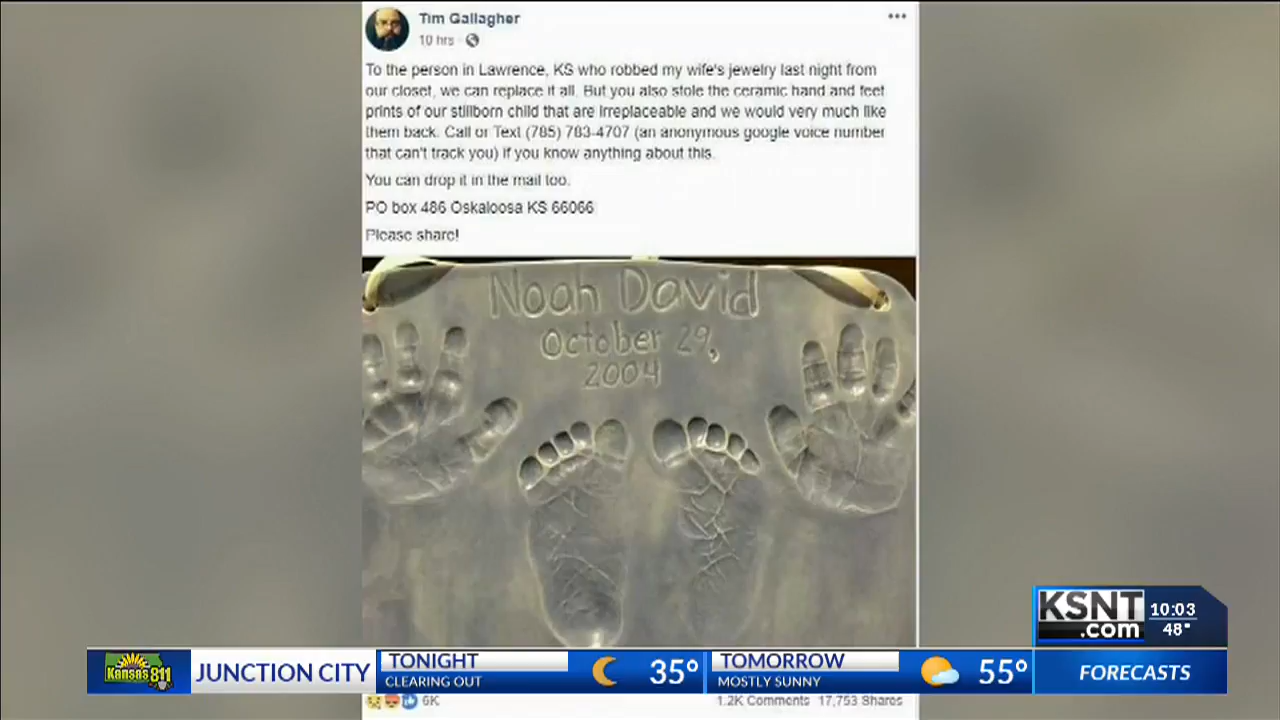 Tim Gallagher
10 hrs
To the person in Lawrence, KS who robbed my wife's jewelry last night from
our closet, we can replace it all. But you also stole the ceramic hand and feet
prints of our stillborn child that are irreplaceable and we would very much like
them back. Call or Text (785) 783-4707 (an anonymous google voice number
that can't track you) if you know anything about this.
You can drop it in the mail too.
PO box 486 Oskaloosa KS 66066
Please share!
Noah David
October 29,
2004
KSNT
.com
10:03
48°
Kansas 811
JUNCTION CITY
TONIGHT
CLEARING OUT
35°
TOMORROW
MOSTLY SUNNY
55°
FORECASTS
6K
1.2K Comments 17,753 Shares